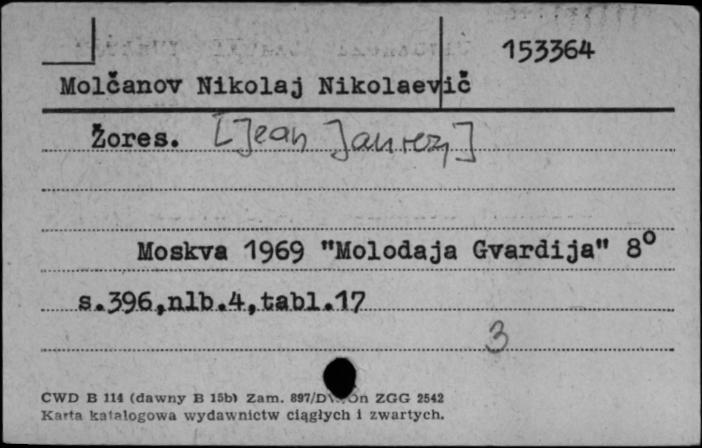 153364
Molčanov Nikolaj Nikolaevič
Žores. [Jean Jaurez]
Moskva 1969 "Molodaja Gvardija" 8°
s.396,nlb.4,tabl.17
3
CWD B 114 (dawny B 15b) Zam. 897/D ZGG 2542
Karta katalogowa wydawnictw ciągłych i zwartych.